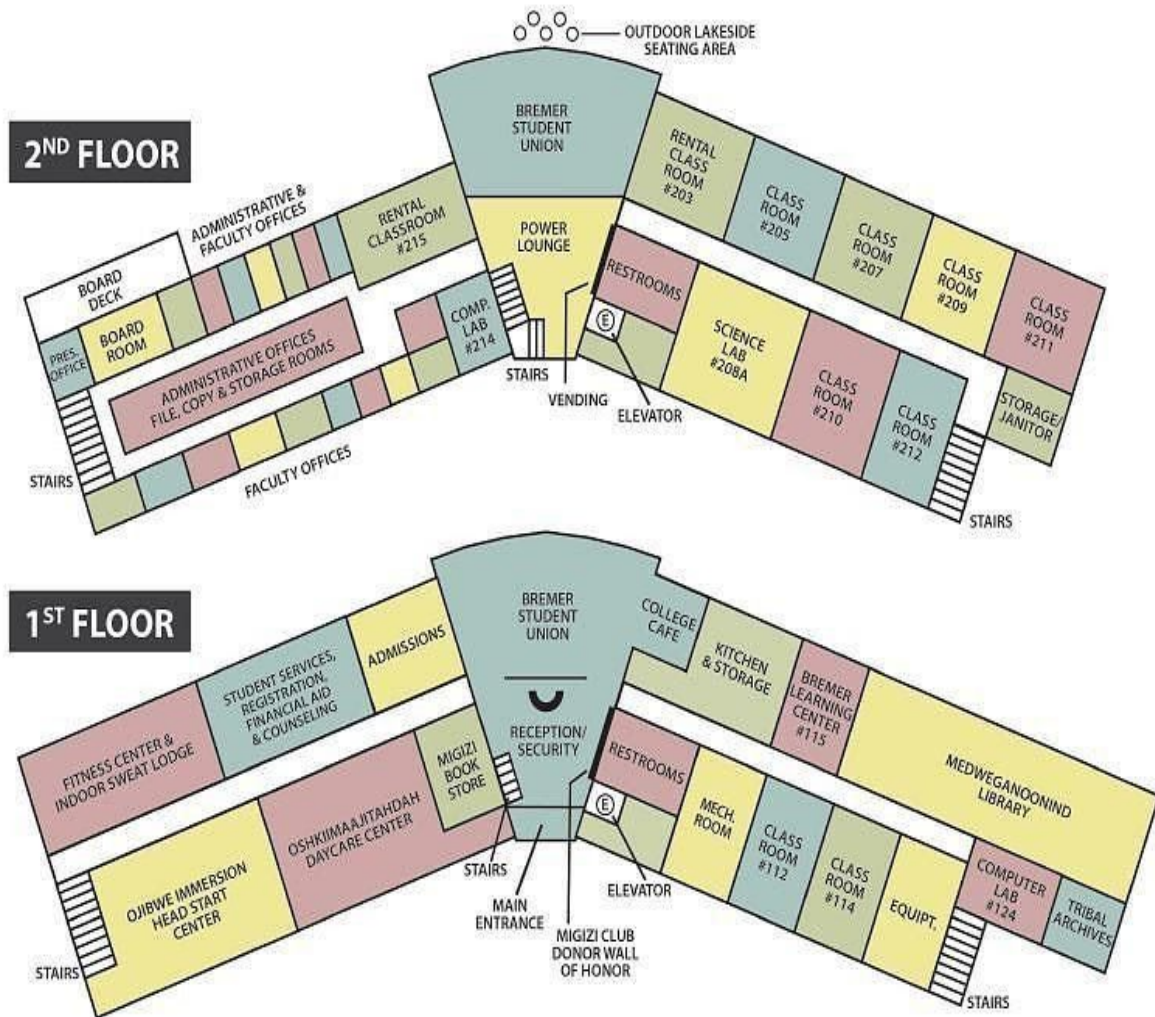 OUTDOOR LAKESIDE
SEATING AREA
2ND FLOOR
BREMER
STUDENT
UNION
RENTAL
CLASS
ROOM
#203
CLASS
ROOM
#205
CLASS
ROOM
#207
CLASS
ROOM
#209
CLASS
ROOM
#211
ADMINISTRATIVE &
FACULTY OFFICES
RENTAL
CLASSROOM
#215
POWER
LOUNGE
RESTROOMS
BOARD
DECK
PRES.
OFFICE
BOARD
ROOM
ADMINISTRATIVE OFFICES
FILE, COPY & STORAGE ROOMS
COMP.
LAB
#214
E
SCIENCE
LAB
#208A
CLASS
ROOM
#210
CLASS
ROOM
#212
STORAGE/
JANITOR
STAIRS
VENDING
ELEVATOR
STAIRS
FACULTY OFFICES
STAIRS
1ST FLOOR
BREMER
STUDENT
UNION
COLLEGE
CAFE
KITCHEN
& STORAGE
BREMER
LEARNING
CENTER
#115
MEDWEGANOONIND
LIBRARY
FITNESS CENTER &
INDOOR SWEAT LODGE
STUDENT SERVICES,
REGISTRATION,
FINANCIAL AID
& COUNSELING
ADMISSIONS
RECEPTION/
SECURITY
RESTROOMS
OJIBWE IMMERSION
HEAD START
CENTER
OSHKIIMAAJITAHDAH
DAYCARE CENTER
MIGIZI
BOOK
STORE
E
MECH.
ROOM
CLASS
ROOM
#112
CLASS
ROOM
#114
EQUIPT.
COMPUTER
LAB
#124
TRIBAL
ARCHIVES
STAIRS
MAIN
ENTRANCE
ELEVATOR
MIGIZI CLUB
DONOR WALL
OF HONOR
STAIRS
STAIRS